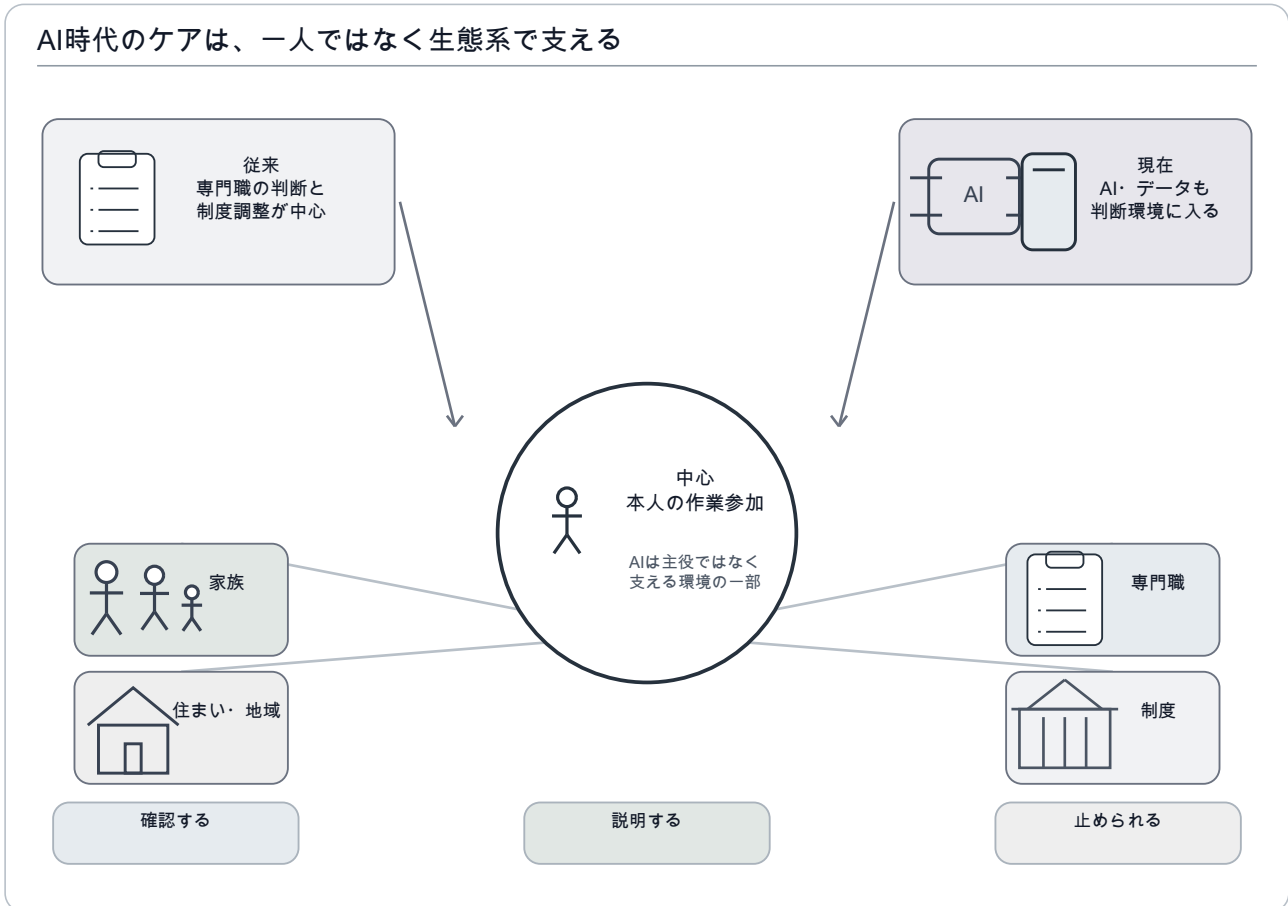 AI時代のケアは、一人ではなく生態系で支える
従来
専門職の判断と
制度調整が中心
AI
現在
AI・データも
判断環境に入る
中心
本人の作業参加
AIは主役ではなく
支える環境の一部
家族
専門職
住まい・地域
制度
確認する
説明する
止められる